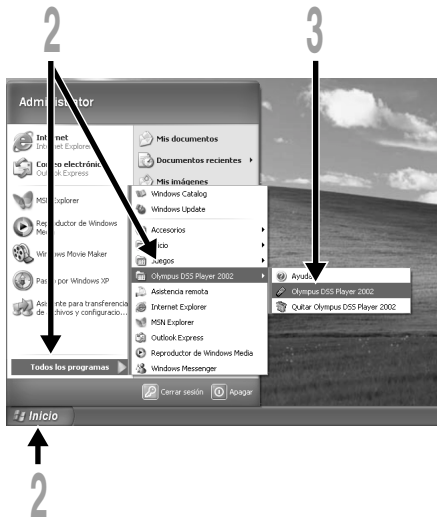 2
3
Administrator
Internet
Internet Explorer
Correo electrónico
Outlook Express
MSN Explorer
Reproductor de Windows
Windows Movie Maker
Paseo por Windows XP
Asistente para transferencia
de archivos y configuracio...
Todos los programas
Mis documentos
Documentos recientes
Mis imágenes
Windows Catalog
Windows Update
Accesorios
Inicio
Juegos
Olympus DSS Player 2002
Asistencia remota
Internet Explorer
MSN Explorer
Outlook Express
Reproductor de Windows Media
Windows Messenger
Ayuda
Olympus DSS Player 2002
Quitar Olympus DSS Player 2002
Cerrar sesión
Apagar
Inicio
2